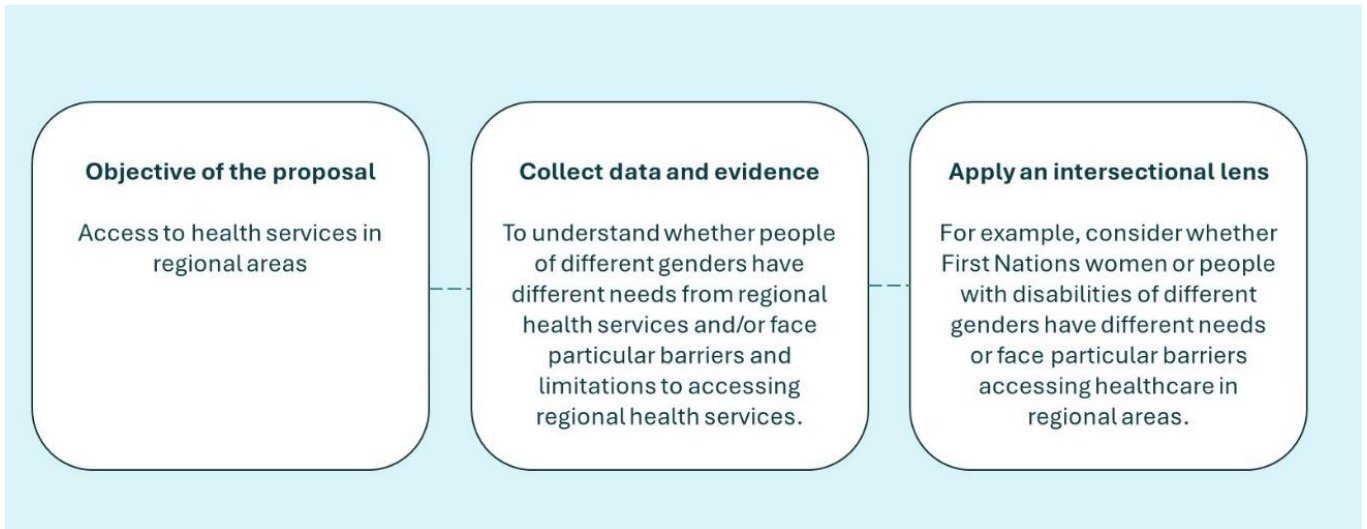 Objective of the proposal
Access to health services in
regional areas
Collect data and evidence
To understand whether people
of different genders have
different needs from regional
health services and/or face
particular barriers and
limitations to accessing
regional health services.
Apply an intersectional lens
For example, consider whether
First Nations women or people
with disabilities of different
genders have different needs
or face particular barriers
accessing healthcare in
regional areas.